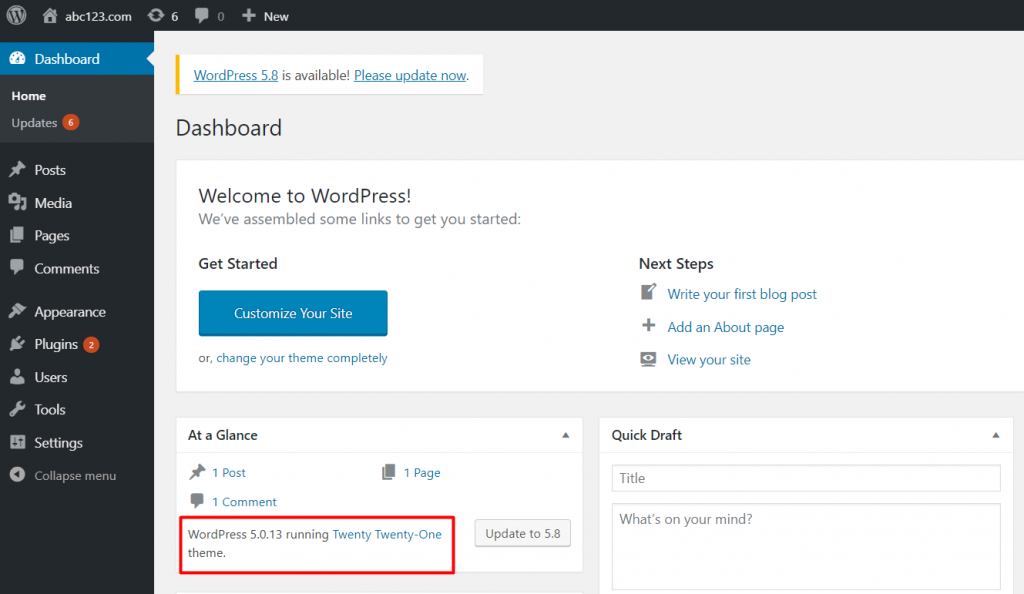 abc123.com 6 0 New
Dashboard
Home
Updates 6
Posts
Media
Pages
Comments
Appearance
Plugins 2
Users
Tools
Settings
Collapse menu
WordPress 5.8 is available! Please update now.
Dashboard
Welcome to WordPress!
We've assembled some links to get you started:
Get Started
Customize Your Site
or, change your theme completely
Next Steps
Write your first blog post
Add an About page
View your site
At a Glance
1 Post 1 Page
1 Comment
WordPress 5.0.13 running Twenty Twenty-One
theme.
Update to 5.8
Quick Draft
Title
What's on your mind?